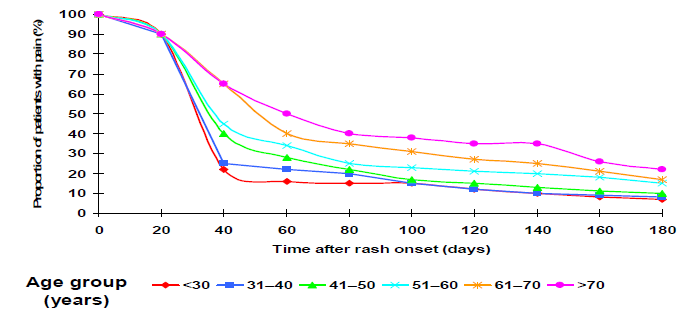 Proportion of patients with pain (%)
100
90
80
70
60
50
40
30
20
10
0
0 20 40 60 80 100 120 140 160 180
Time after rash onset (days)
Age group
(years)
<30 31–40 41–50 51–60 61–70 >70